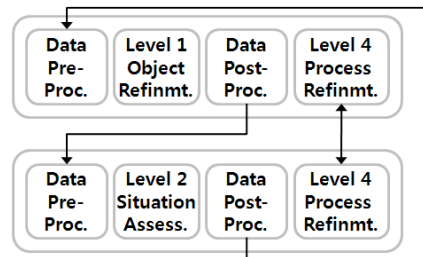 Data
Pre-
Proc.
Level 1
Object
Refinmt.
Data
Post-
Proc.
Level 4
Process
Refinmt.
Data
Pre-
Proc.
Level 2
Situation
Assess.
Data
Post-
Proc.
Level 4
Process
Refinmt.